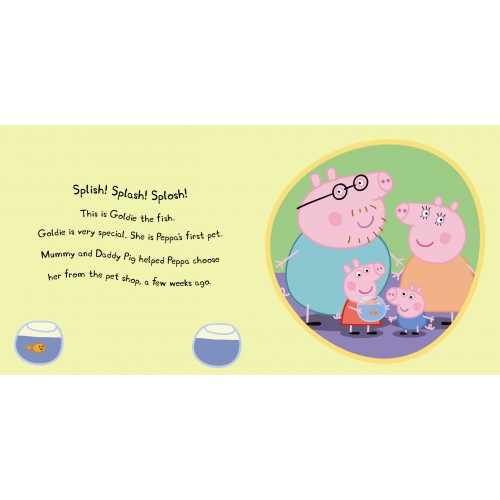 Splish! Splash! Splosh!
This is Goldie the fish.
Goldie is very special. She is Peppa's first pet.
Mummy and Daddy Pig helped Peppa choose
her from the pet shop, a few weeks ago.